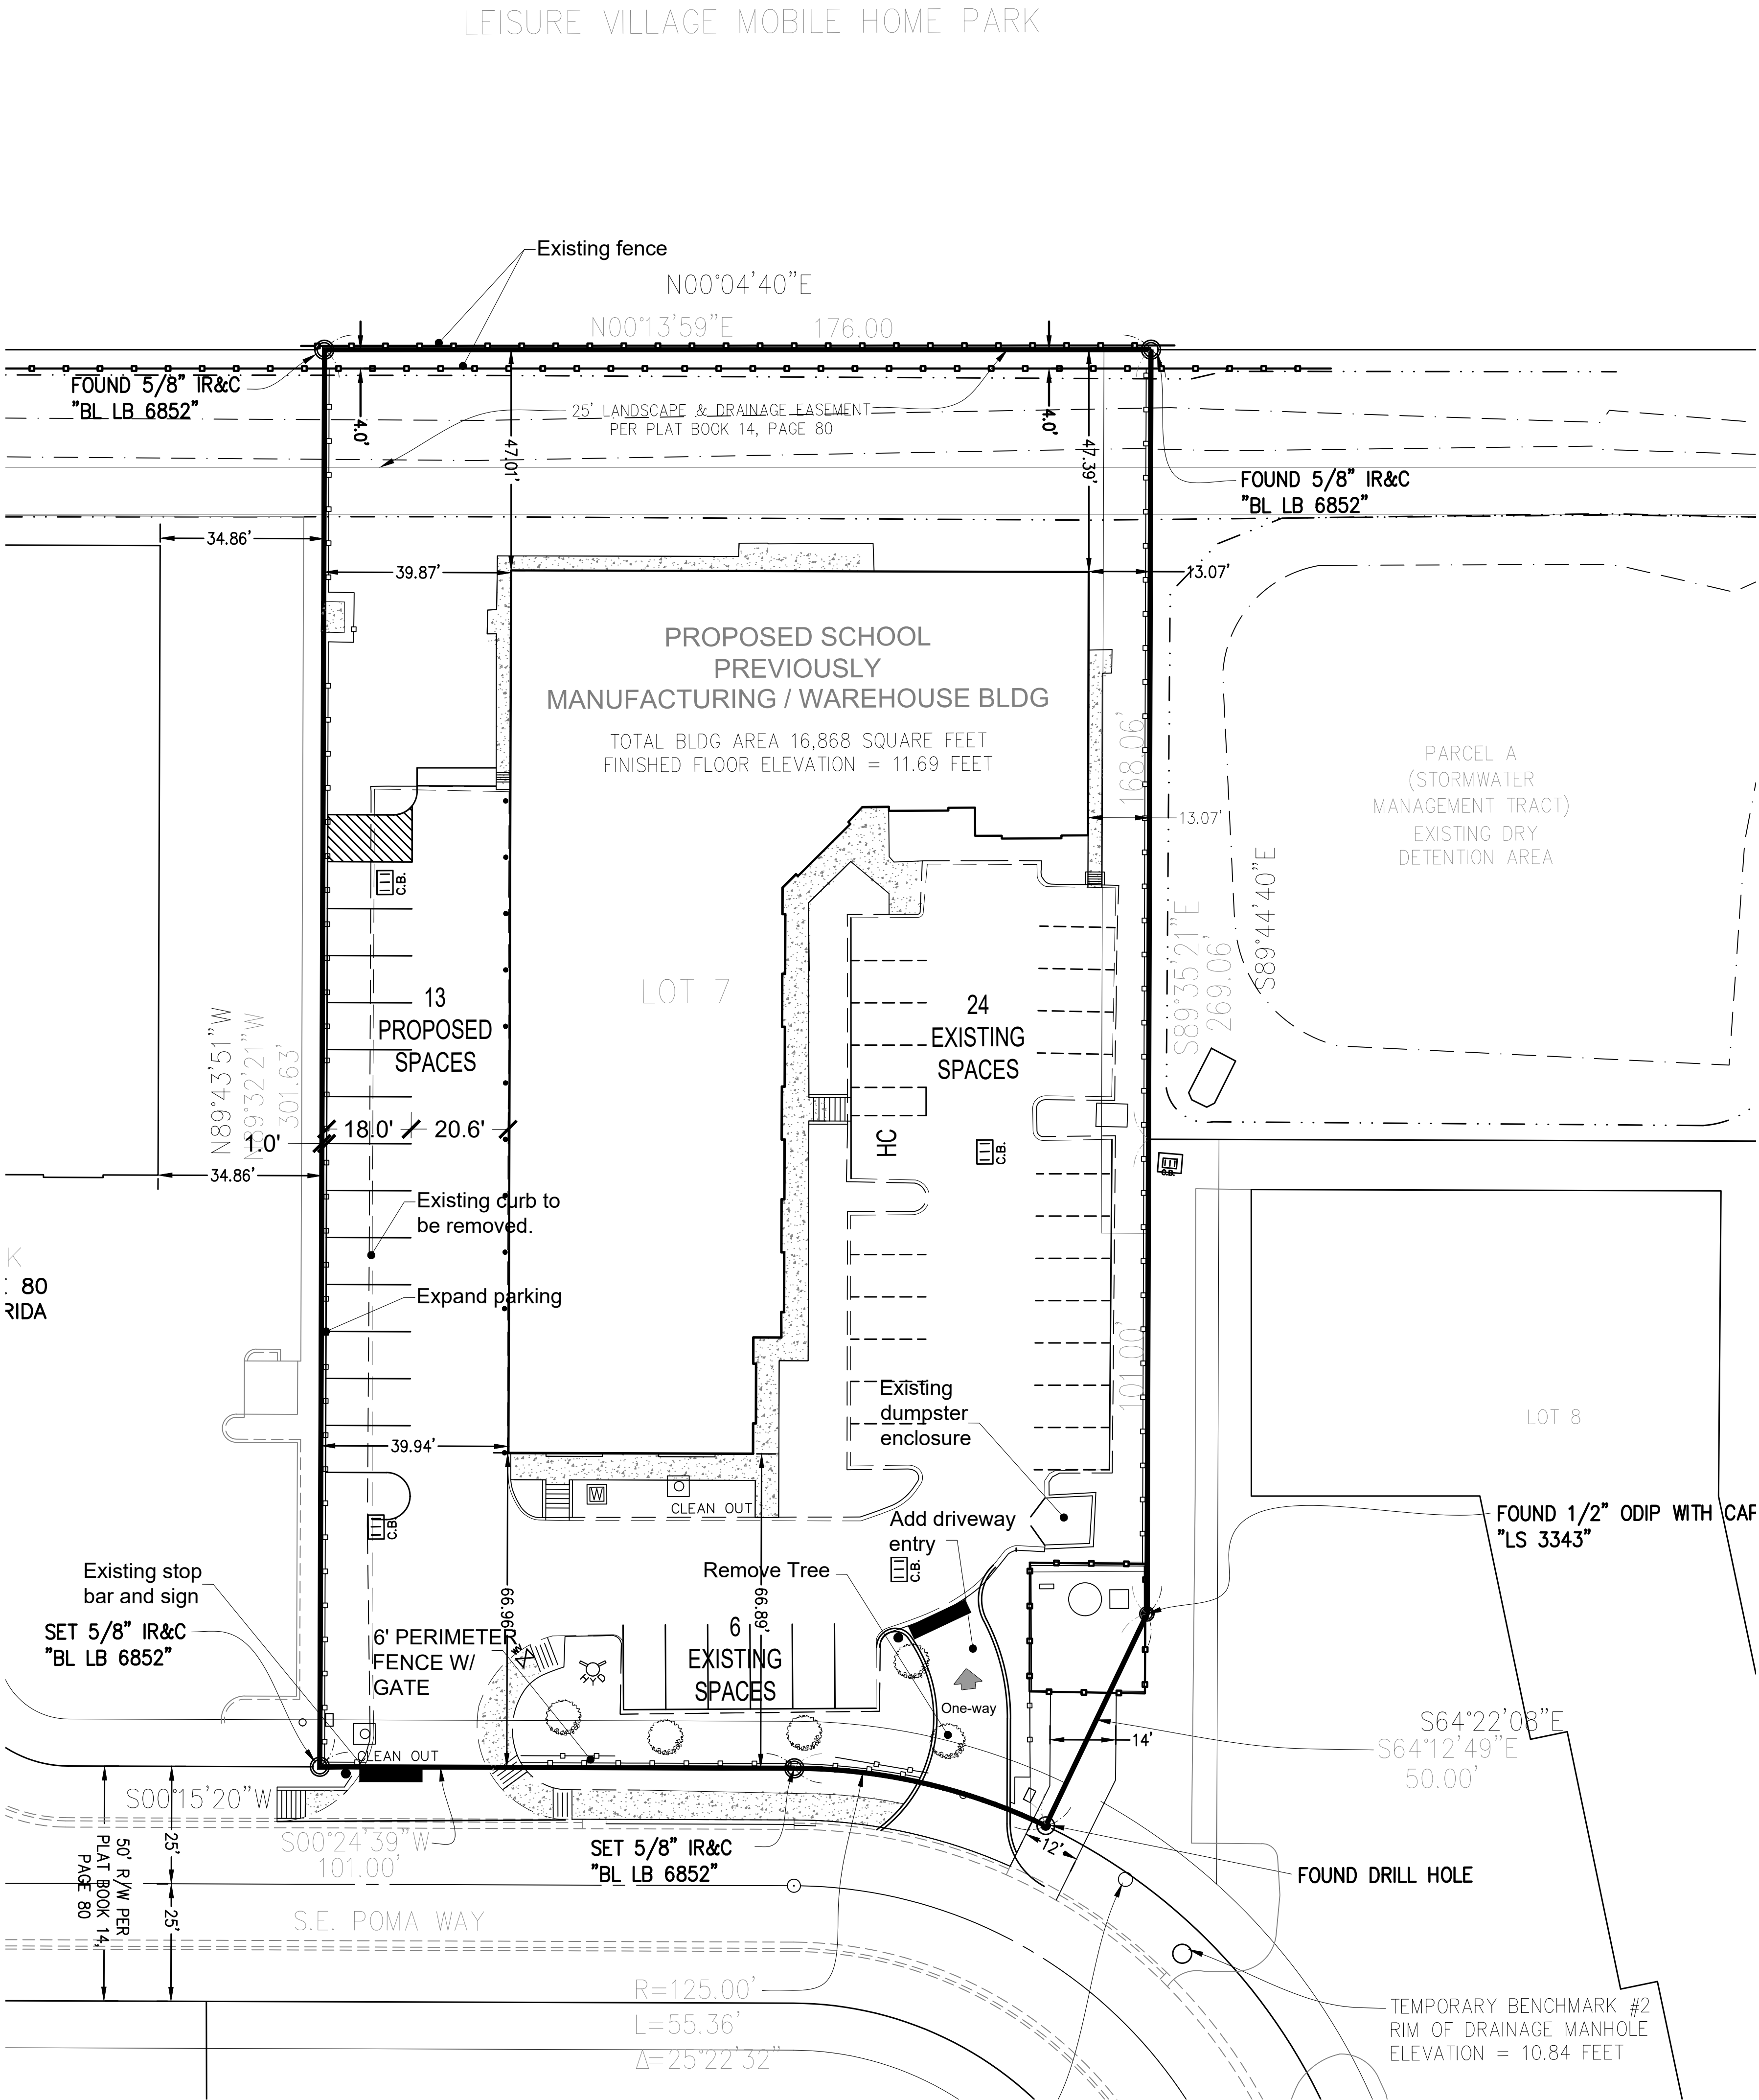 LEISURE VILLAGE MOBILE HOME PARK
Existing fence
N00°04'40"E
N00°13'59"E 176.00
FOUND 5/8" IR&C
"BL LB 6852"
4.0'
25' LANDSCAPE & DRAINAGE EASEMENT
PER PLAT BOOK 14, PAGE 80
47.01'
4.0'
47.39'
FOUND 5/8" IR&C
"BL LB 6852"
34.86'
39.87'
13.07'
PROPOSED SCHOOL
PREVIOUSLY
MANUFACTURING / WAREHOUSE BLDG
TOTAL BLDG AREA 16,868 SQUARE FEET
FINISHED FLOOR ELEVATION = 11.69 FEET
168.06'
13.07'
PARCEL A
(STORMWATER
MANAGEMENT TRACT)
EXISTING DRY
DETENTION AREA
C.B.
LOT 7
13
PROPOSED
SPACES
24
EXISTING
SPACES
S89°35'21"E
269.06'
S89°44'40"E
N89°43'51"W
N89°32'21"W
301.63'
1.0'
18.0'
20.6'
HC
C.B.
C.B.
34.86'
Existing curb to
be removed.
K
80
RIDA
Expand parking
101.00'
Existing
dumpster
enclosure
LOT 8
39.94'
W
CLEAN OUT
C.B.
Add driveway
entry
C.B.
FOUND 1/2" ODIP WITH CAP
"LS 3343"
Existing stop
bar and sign
Remove Tree
66.96'
66.89'
SET 5/8" IR&C
"BL LB 6852"
6' PERIMETER
FENCE W/
GATE
WV
HYD
6
EXISTING
SPACES
One-way
14'
S64°22'08"E
S64°12'49"E
50.00'
CLEAN OUT
S00°15'20"W
S00°24'39"W
101.00'
25'
25'
50' R/W PER
PLAT BOOK 14,
PAGE 80
SET 5/8" IR&C
"BL LB 6852"
12'
FOUND DRILL HOLE
S.E. POMA WAY
R=125.00'
L=55.36'
Δ=25°22'32"
TEMPORARY BENCHMARK #2
RIM OF DRAINAGE MANHOLE
ELEVATION = 10.84 FEET